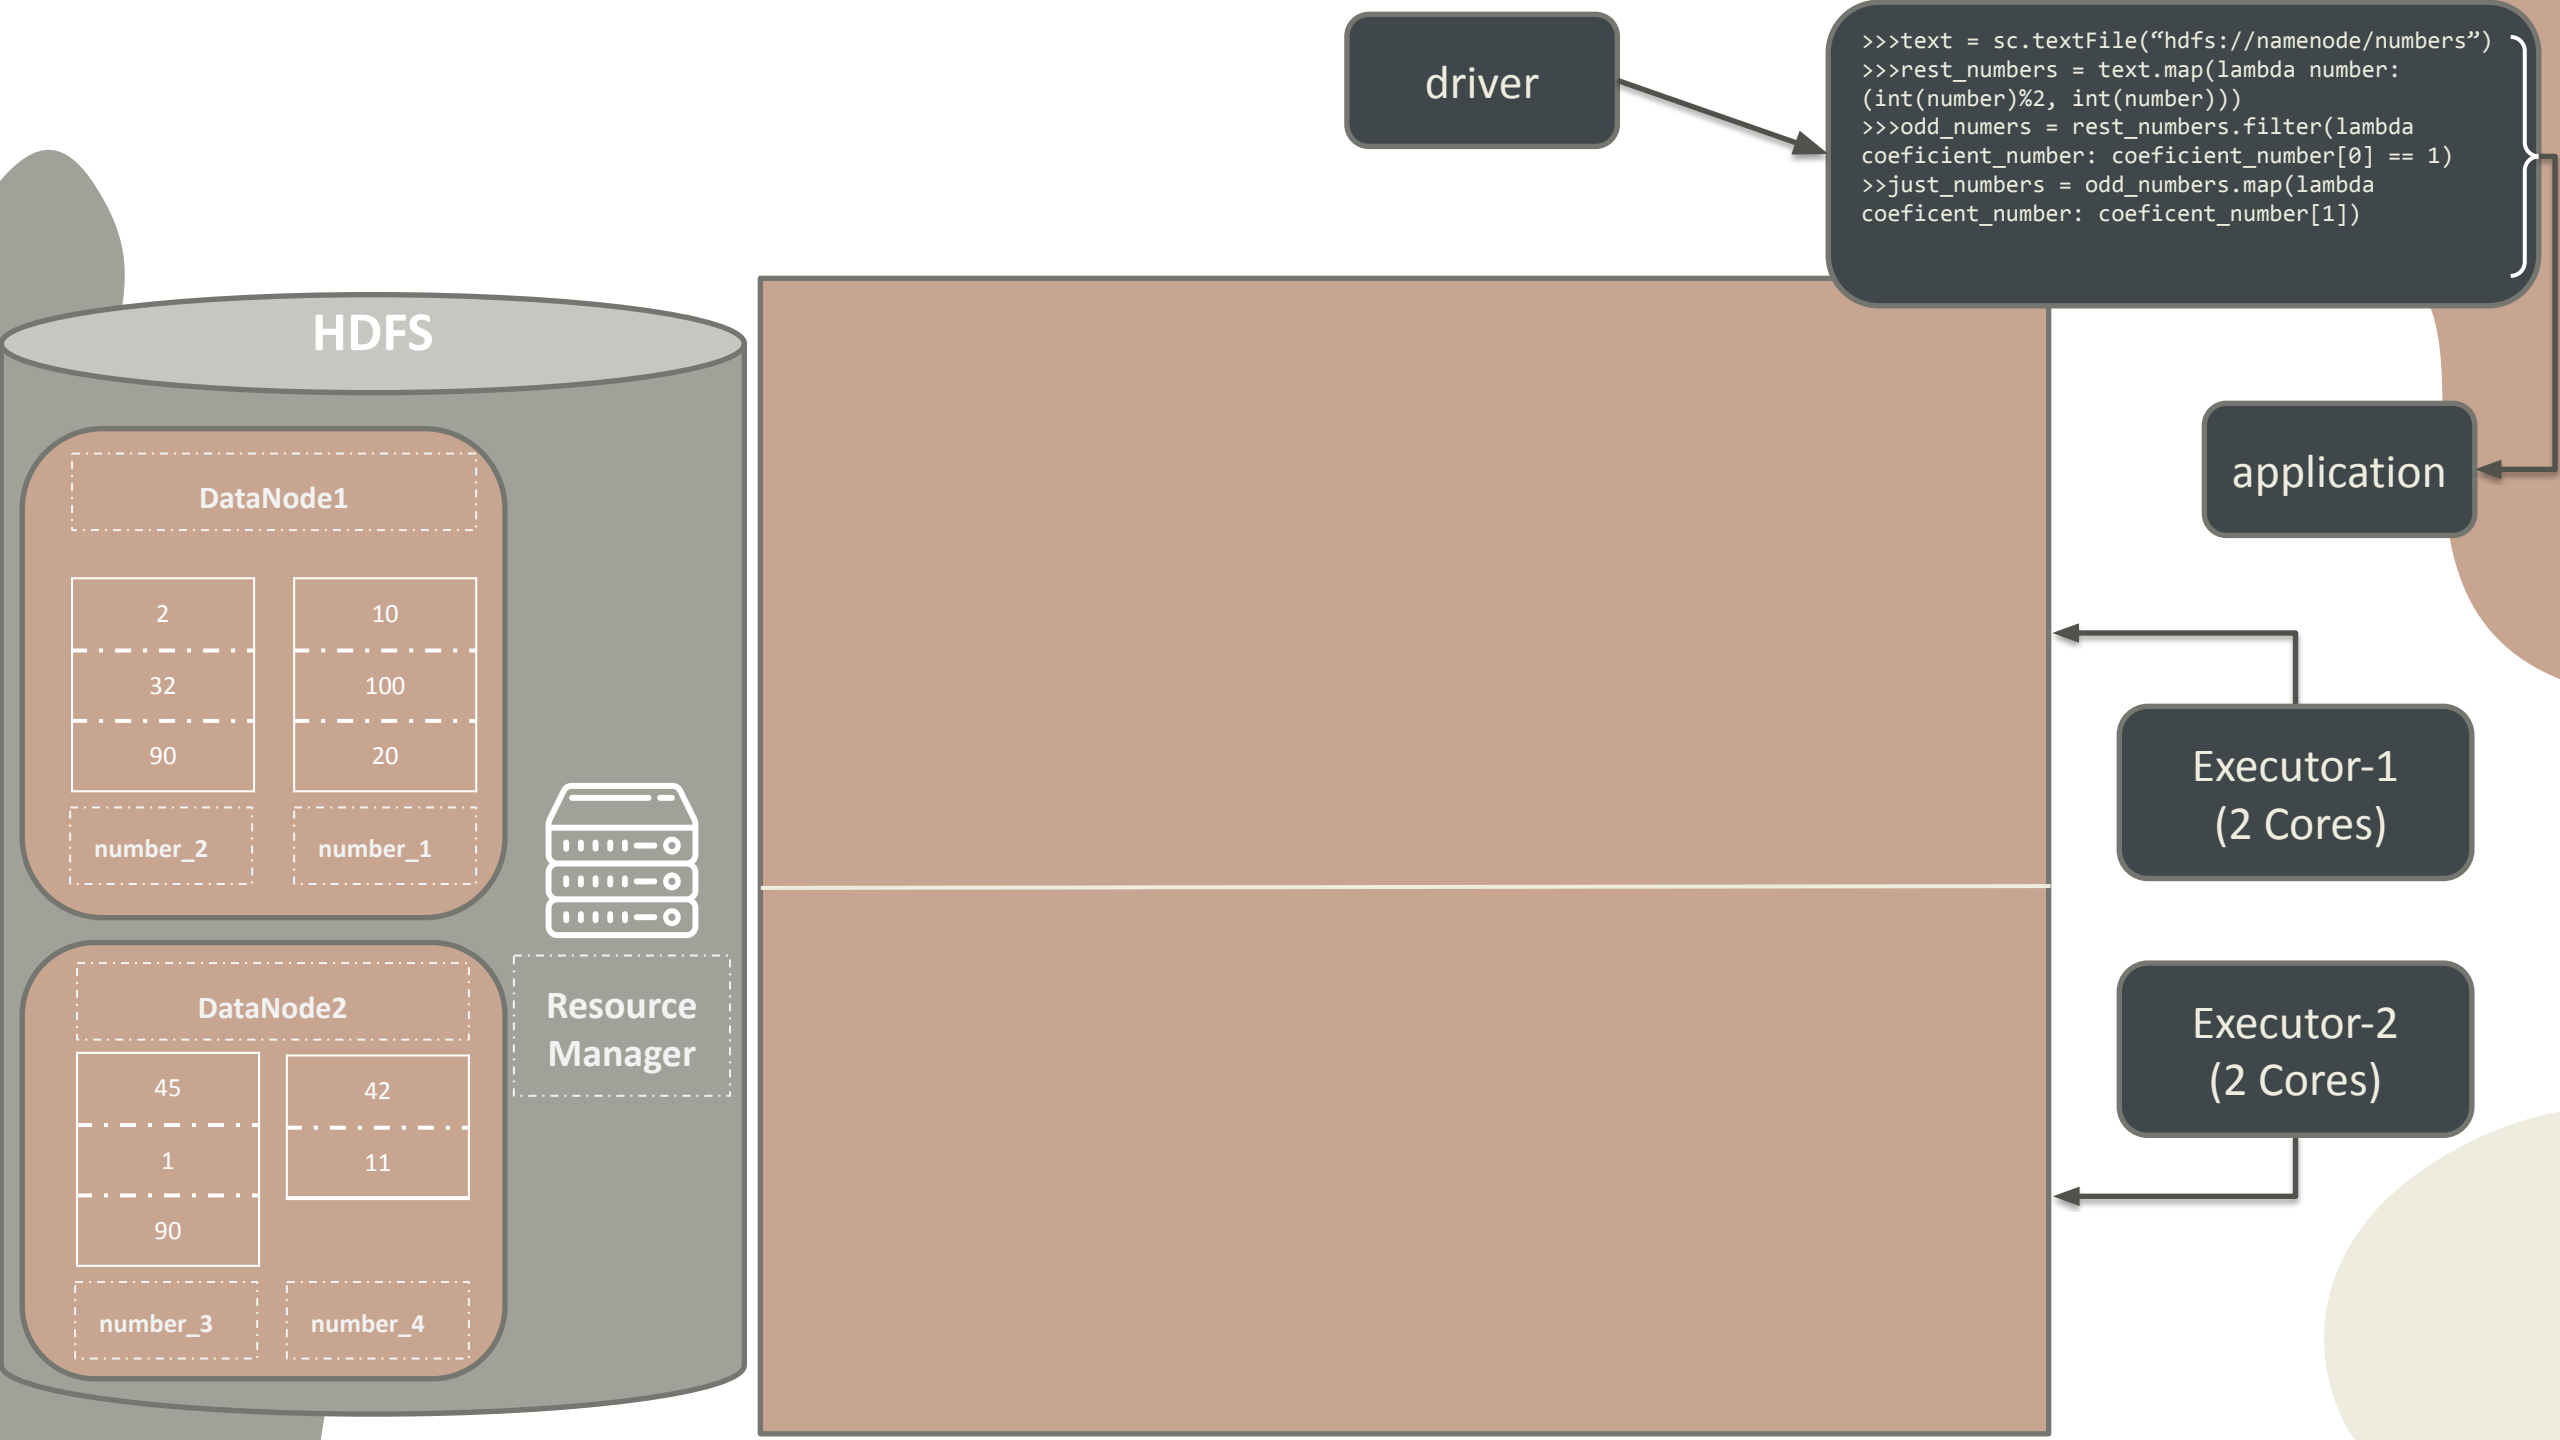 driver
>>>text = sc.textFile(“hdfs://namenode/numbers”)
>>>rest_numbers = text.map(lambda number:
(int(number)%2, int(number)))
>>>odd_numers = rest_numbers.filter(lambda
coeficient_number: coeficient_number[0] == 1)
>>just_numbers = odd_numbers.map(lambda
coeficent_number: coeficent_number[1])
HDFS
DataNode1
2
32
90
number_2
10
100
20
number_1
DataNode2
45
1
90
number_3
42
11
number_4
Resource
Manager
application
Executor-1
(2 Cores)
Executor-2
(2 Cores)